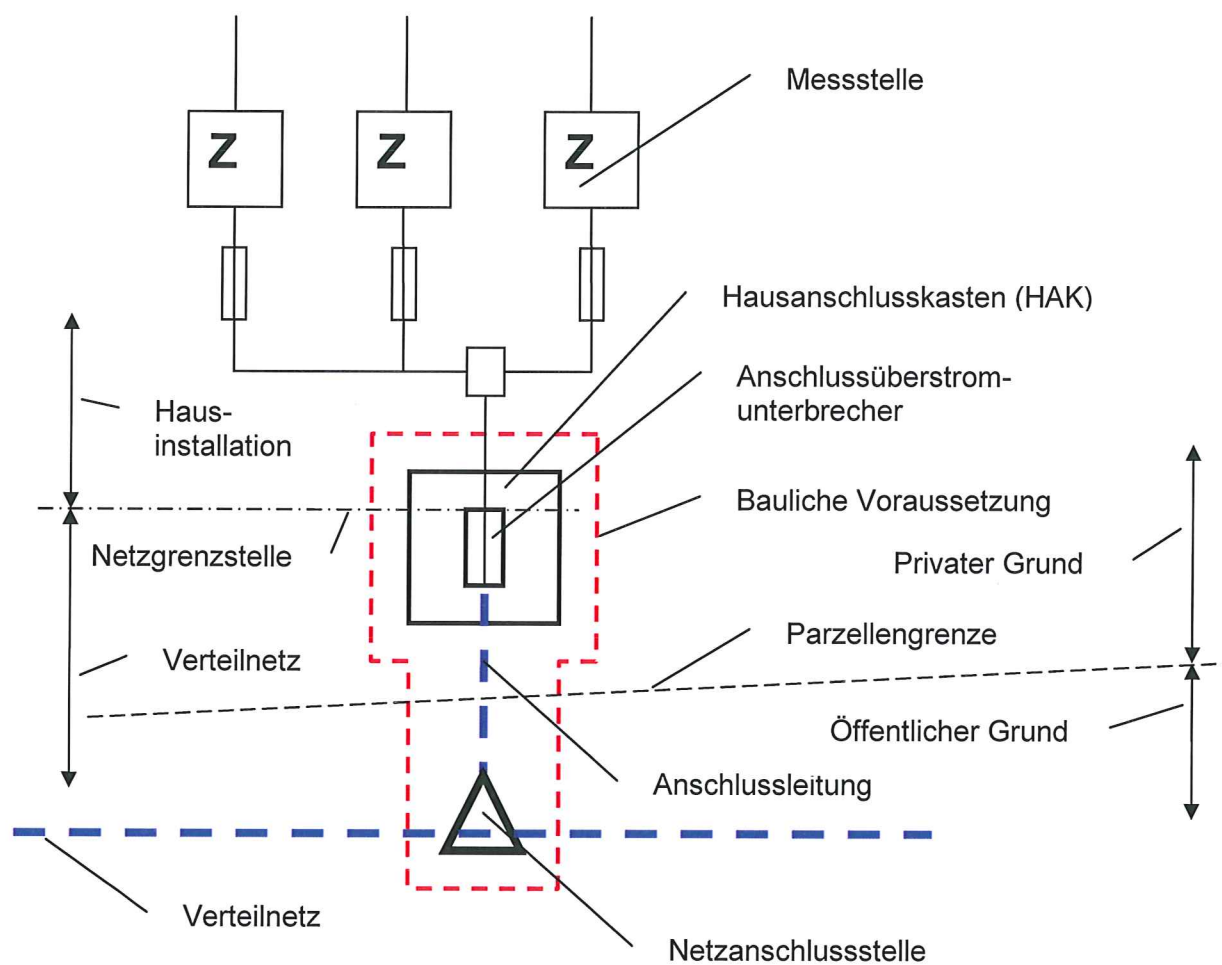 Messstelle
Z Z Z
Hausanschlusskasten (HAK)
Anschlussüberstrom-
unterbrecher
Haus-
installation
Bauliche Voraussetzung
Netzgrenzstelle
Privater Grund
Parzellengrenze
Verteilnetz
Öffentlicher Grund
Anschlussleitung
Verteilnetz
Netzanschlussstelle